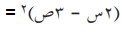 (٢س – ٣ص)^٢ =